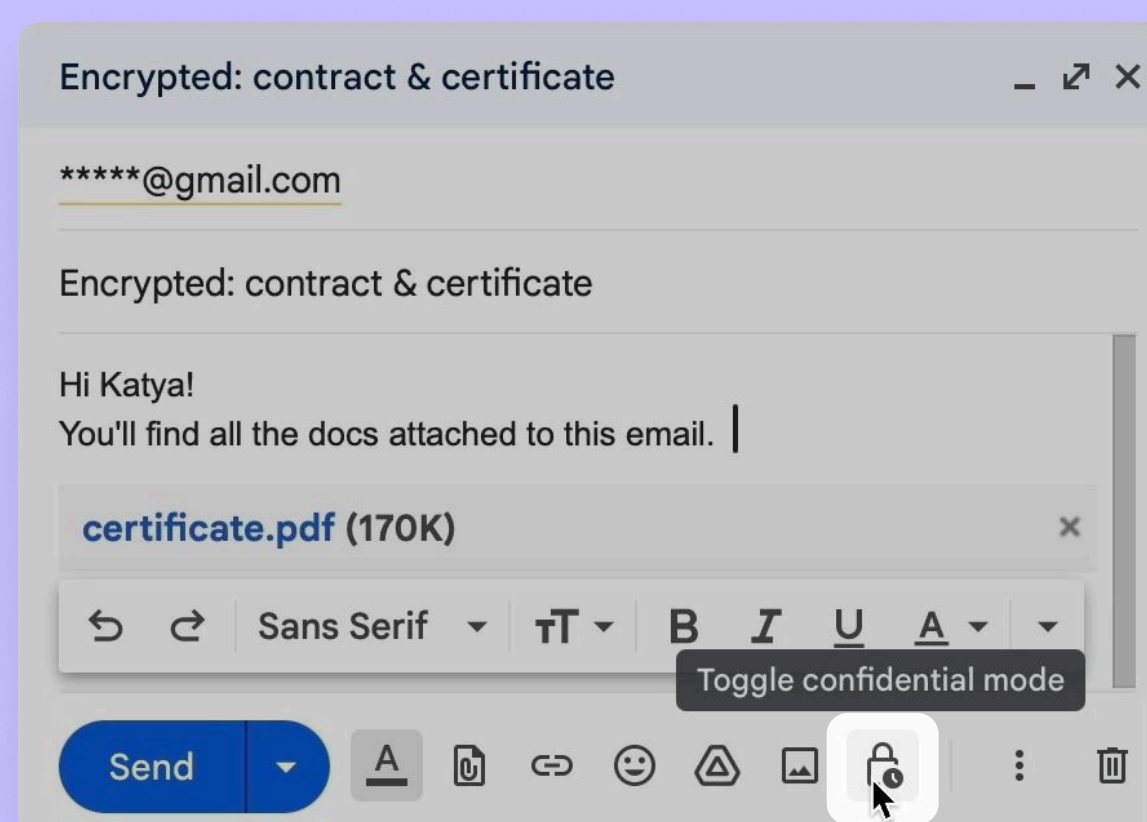 Encrypted: contract & certificate
*****@gmail.com
Encrypted: contract & certificate
Hi Katya!
You'll find all the docs attached to this email.
certificate.pdf (170K)
Sans Serif
TT
B I U A
Toggle confidential mode
Send
A